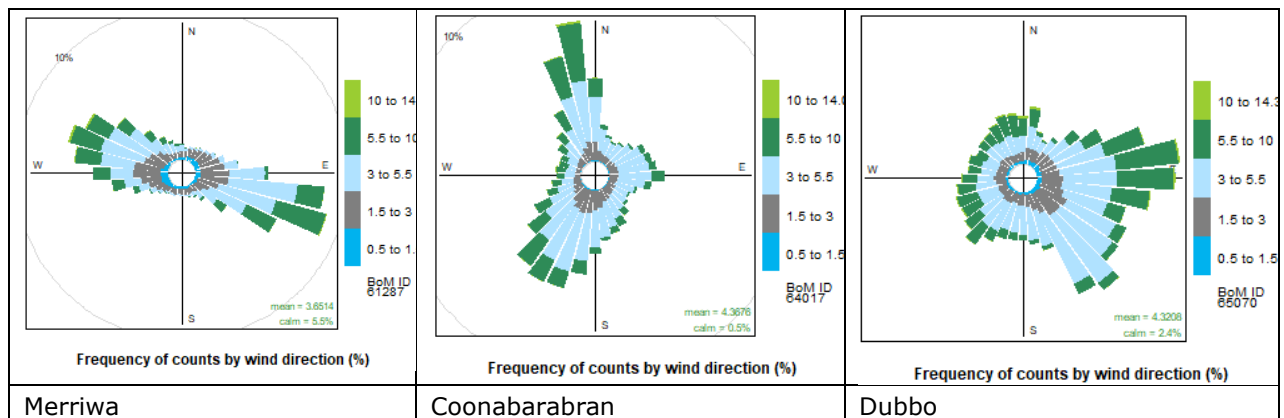 N
10%
W
E
S
10 to 14
5.5 to 10
3 to 5.5
1.5 to 3
0.5 to 1.
BoM ID
61287
mean = 3.6514
calm = 5.5%
Frequency of counts by wind direction (%)
Merriwa
N
10%
W
E
S
10 to 14.0
5.5 to 10
3 to 5.5
1.5 to 3
0.5 to 1.5
BoM ID
64017
mean = 4.3676
calm = 0.5%
Frequency of counts by wind direction (%)
Coonabarabran
N
W
S
10 to 14.3
5.5 to 10
3 to 5.5
1.5 to 3
0.5 to 1.5
BoM ID
65070
mean = 4.3208
calm = 2.4%
Frequency of counts by wind direction (%)
Dubbo